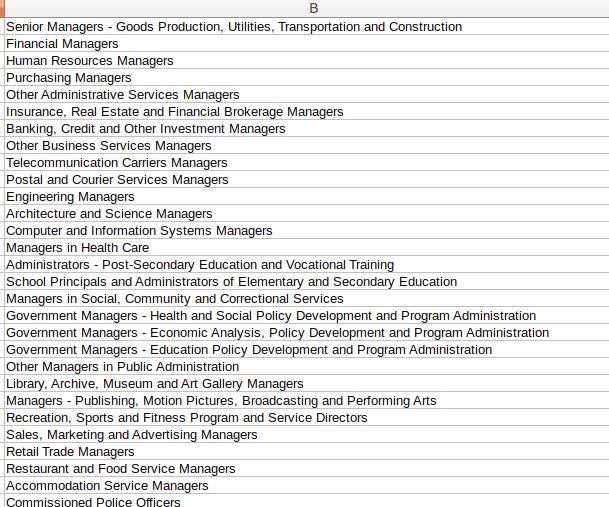 B
Senior Managers - Goods Production, Utilities, Transportation and Construction
Financial Managers
Human Resources Managers
Purchasing Managers
Other Administrative Services Managers
Insurance, Real Estate and Financial Brokerage Managers
Banking, Credit and Other Investment Managers
Other Business Services Managers
Telecommunication Carriers Managers
Postal and Courier Services Managers
Engineering Managers
Architecture and Science Managers
Computer and Information Systems Managers
Managers in Health Care
Administrators - Post-Secondary Education and Vocational Training
School Principals and Administrators of Elementary and Secondary Education
Managers in Social, Community and Correctional Services
Government Managers - Health and Social Policy Development and Program Administration
Government Managers - Economic Analysis, Policy Development and Program Administration
Government Managers - Education Policy Development and Program Administration
Other Managers in Public Administration
Library, Archive, Museum and Art Gallery Managers
Managers - Publishing, Motion Pictures, Broadcasting and Performing Arts
Recreation, Sports and Fitness Program and Service Directors
Sales, Marketing and Advertising Managers
Retail Trade Managers
Restaurant and Food Service Managers
Accommodation Service Managers
Commissioned Police Officers